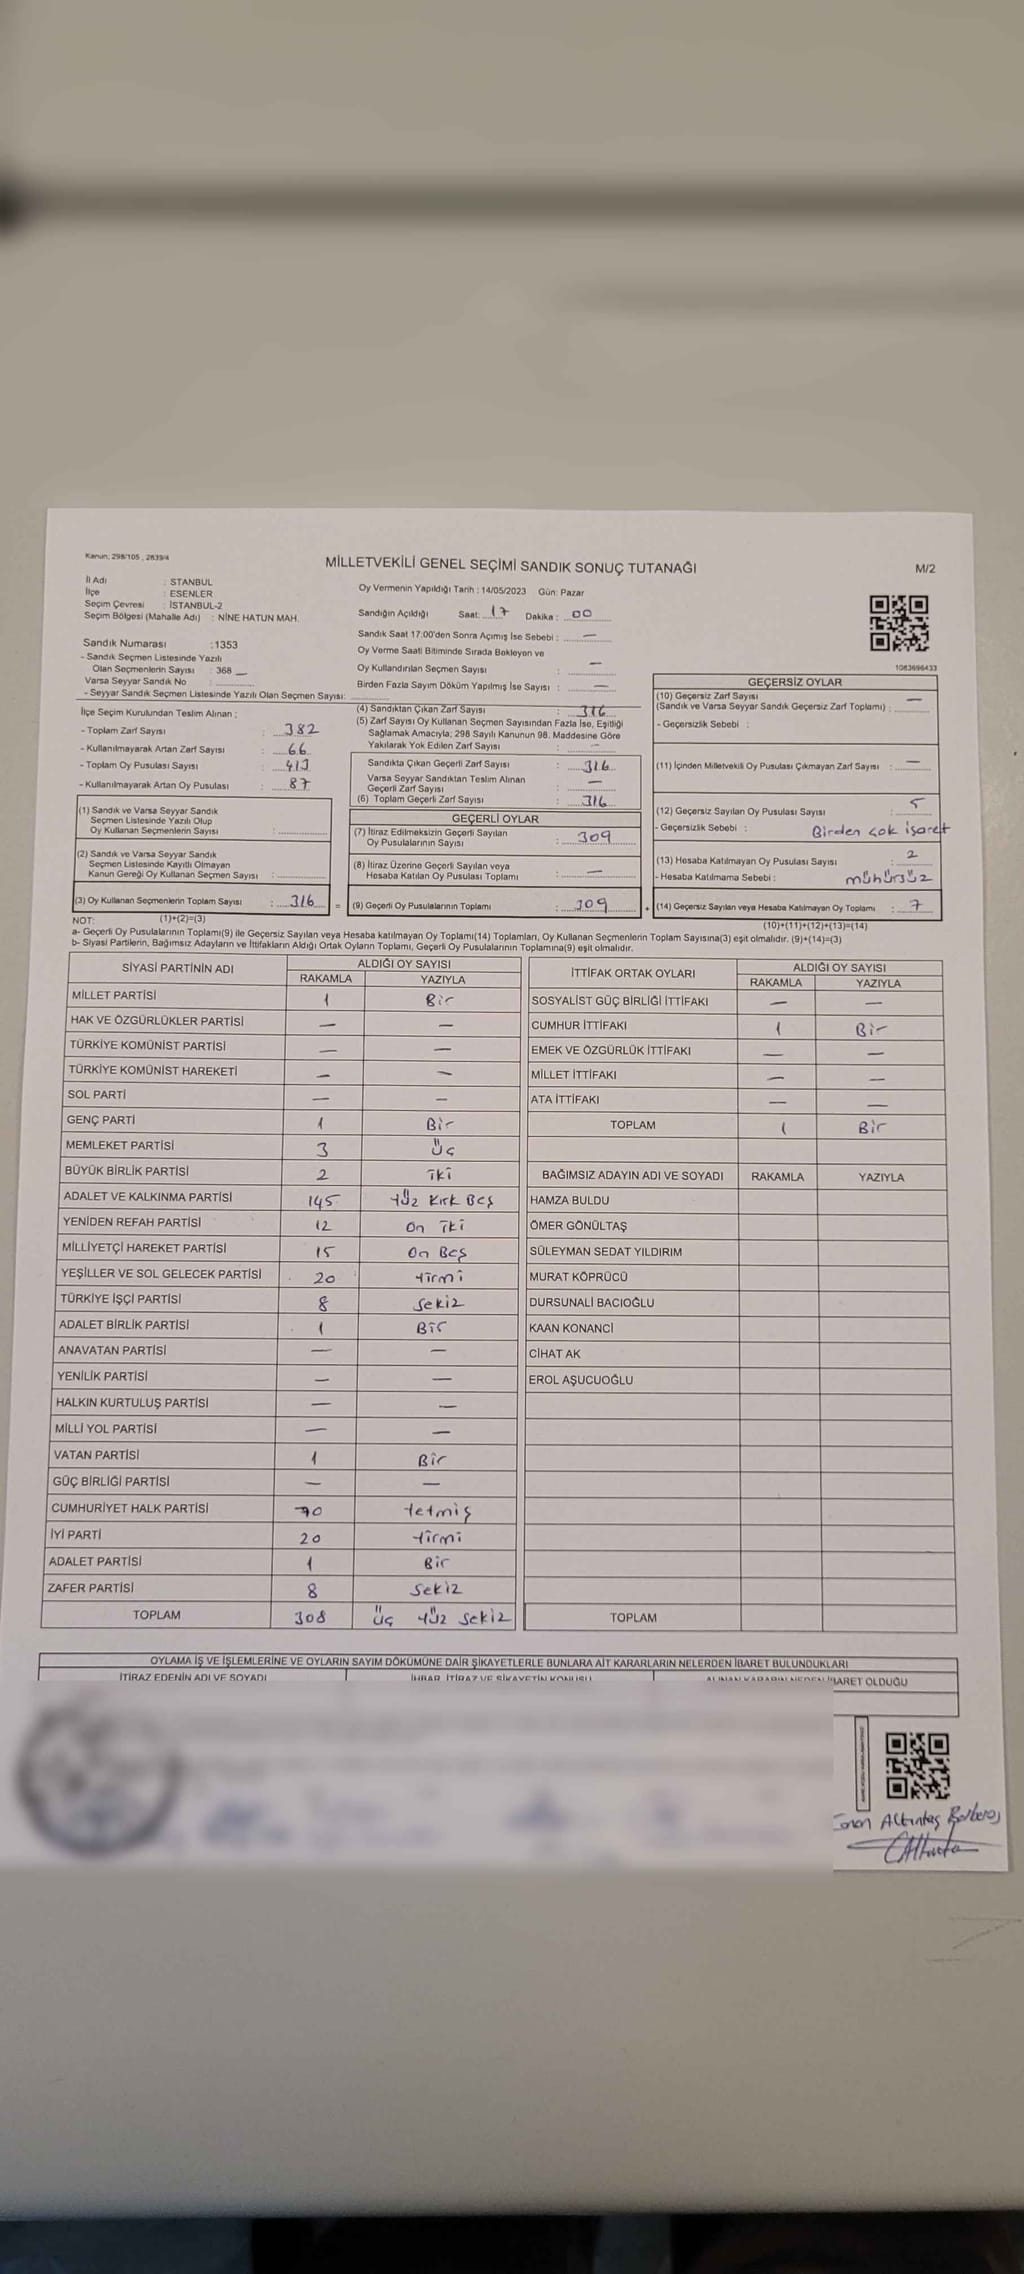 Kanun: 298/105 , 2839/4
MİLLETVEKİLİ GENEL SEÇİMİ SANDIK SONUÇ TUTANAĞI
M/2
İl Adı : STANBUL
İlçe : ESENLER
Seçim Çevresi : İSTANBUL-2
Seçim Bölgesi (Mahalle Adı) : NİNE HATUN MAH.
Oy Vermenin Yapıldığı Tarih : 14/05/2023 Gün: Pazar
Sandığın Açıldığı Saat: 17 Dakika : 00
Sandık Saat 17:00'den Sonra Açımış İse Sebebi : —
Oy Verme Saati Bitiminde Sırada Bekleyon ve
Oy Kullandırılan Seçmen Sayısı —
Birden Fazla Sayım Döküm Yapılmış İse Sayısı : —
1083696433
Sandık Numarası :1353
- Sandık Seçmen Listesinde Yazılı
Olan Seçmenlerin Sayısı : 368
Varsa Seyyar Sandık No :
- Seyyar Sandık Seçmen Listesinde Yazılı Olan Seçmen Sayısı:
İlçe Seçim Kurulundan Teslim Alınan :
- Toplam Zarf Sayısı : 382
- Kullanılmayarak Artan Zarf Sayısı : 66
- Toplam Oy Pusulası Sayısı : 413
- Kullanılmayarak Artan Oy Pusulası : 87
(1) Sandık ve Varsa Seyyar Sandık
Seçmen Listesinde Yazılı Olup
Oy Kullanan Seçmenlerin Sayısı :
(2) Sandık ve Varsa Seyyar Sandık
Seçmen Listesinde Kayıtlı Olmayan
Kanun Gereği Oy Kullanan Seçmen Sayısı :
(3) Oy Kullanan Seçmenlerin Toplam Sayısı : 316 =
(4) Sandıktan Çıkan Zarf Sayısı : 316
(5) Zarf Sayısı Oy Kullanan Seçmen Sayısından Fazla İse, Eşitliği
Sağlamak Amacıyla; 298 Sayılı Kanunun 98. Maddesine Göre
Yakılarak Yok Edilen Zarf Sayısı : —
Sandıkta Çıkan Geçerli Zarf Sayısı : 316
Varsa Seyyar Sandıktan Teslim Alınan
Geçerli Zarf Sayısı : —
(6) Toplam Geçerli Zarf Sayısı : 316
GEÇERLİ OYLAR
(7) İtiraz Edilmeksizin Geçerli Sayılan
Oy Pusulalarının Sayısı : 309
(8) İtiraz Üzerine Geçerli Sayılan veya
Hesaba Katılan Oy Pusulası Toplamı : —
(9) Geçerli Oy Pusulalarının Toplamı : 309 +
GEÇERSİZ OYLAR
(10) Geçersiz Zarf Sayısı
(Sandık ve Varsa Seyyar Sandık Geçersiz Zarf Toplamı) : —
- Geçersizlik Sebebi :
(11) İçinden Milletvekili Oy Pusulası Çıkmayan Zarf Sayısı : —
(12) Geçersiz Sayılan Oy Pusulası Sayısı : 5
- Geçersizlik Sebebi : Birden çok işaret
(13) Hesaba Katılmayan Oy Pusulası Sayısı : 2
- Hesaba Katılmama Sebebi : mühürsüz
(14) Geçersiz Sayılan veya Hesaba Katılmayan Oy Toplamı : 7
NOT: (1)+(2)=(3)
(10)+(11)+(12)+(13)=(14)
a- Geçerli Oy Pusulalarının Toplamı(9) ile Geçersiz Sayılan veya Hesaba katılmayan Oy Toplamı(14) Toplamları, Oy Kullanan Seçmenlerin Toplam Sayısına(3) eşit olmalıdır. (9)+(14)=(3)
b- Siyasi Partilerin, Bağımsız Adayların ve İttifakların Aldığı Ortak Oyların Toplamı, Geçerli Oy Pusulalarının Toplamına(9) eşit olmalıdır.
SİYASİ PARTİNİN ADI
ALDIĞI OY SAYISI
RAKAMLA YAZIYLA
MİLLET PARTİSİ 1 Bir
HAK VE ÖZGÜRLÜKLER PARTİSİ — —
TÜRKİYE KOMÜNİST PARTİSİ — —
TÜRKİYE KOMÜNİST HAREKETİ — —
SOL PARTİ — —
GENÇ PARTİ 1 Bir
MEMLEKET PARTİSİ 3 Üç
BÜYÜK BİRLİK PARTİSİ 2 İki
ADALET VE KALKINMA PARTİSİ 145 Yüz Kırk Beş
YENİDEN REFAH PARTİSİ 12 On İki
MİLLİYETÇİ HAREKET PARTİSİ 15 On Beş
YEŞİLLER VE SOL GELECEK PARTİSİ 20 Yirmi
TÜRKİYE İŞÇİ PARTİSİ 8 Sekiz
ADALET BİRLİK PARTİSİ 1 Bir
ANAVATAN PARTİSİ — —
YENİLİK PARTİSİ — —
HALKIN KURTULUŞ PARTİSİ — —
MİLLİ YOL PARTİSİ — —
VATAN PARTİSİ 1 Bir
GÜÇ BİRLİĞİ PARTİSİ — —
CUMHURİYET HALK PARTİSİ 70 Yetmiş
İYİ PARTİ 20 Yirmi
ADALET PARTİSİ 1 Bir
ZAFER PARTİSİ 8 Sekiz
TOPLAM 308 Üç Yüz Sekiz
İTTİFAK ORTAK OYLARI
ALDIĞI OY SAYISI
RAKAMLA YAZIYLA
SOSYALİST GÜÇ BİRLİĞİ İTTİFAKI — —
CUMHUR İTTİFAKI 1 Bir
EMEK VE ÖZGÜRLÜK İTTİFAKI — —
MİLLET İTTİFAKI — —
ATA İTTİFAKI — —
TOPLAM 1 Bir
BAĞIMSIZ ADAYIN ADI VE SOYADI RAKAMLA YAZIYLA
HAMZA BULDU
ÖMER GÖNÜLTAŞ
SÜLEYMAN SEDAT YILDIRIM
MURAT KÖPRÜCÜ
DURSUNALİ BACIOĞLU
KAAN KONANCİ
CİHAT AK
EROL AŞUCUOĞLU
TOPLAM
OYLAMA İŞ VE İŞLEMLERİNE VE OYLARIN SAYIM DÖKÜMÜNE DAİR ŞİKAYETLERLE BUNLARA AİT KARARLARIN NELERDEN İBARET BULUNDUKLARI
İTİRAZ EDENİN ADI VE SOYADI
İHBAR, İTİRAZ VE ŞİKAYETİN KONUSU
ALINAN KARARIN NEDEN İBARET OLDUĞU
Altıntaş Barbaros